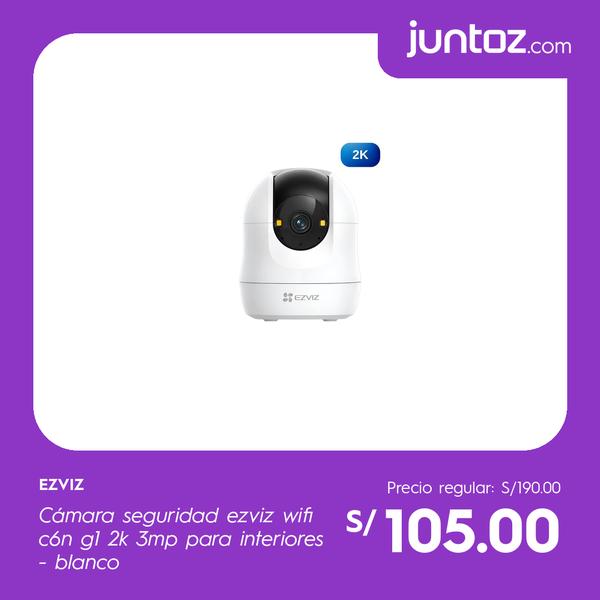 juntoz.com
2K
EZVIZ
EZVIZ
Cámara seguridad ezviz wifi
c6n g1 2k 3mp para interiores
- blanco
Precio regular: S/190.00
S/ 105.00